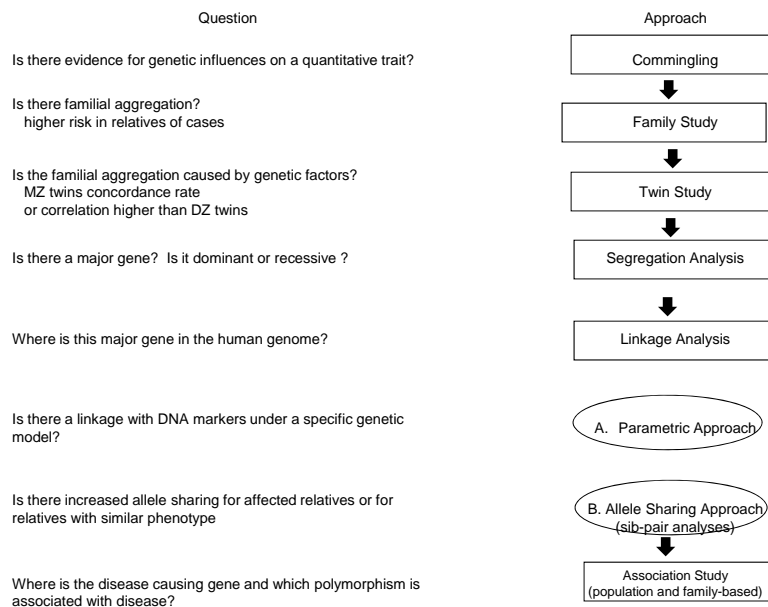 Question
Approach
Is there evidence for genetic influences on a quantitative trait?
Commingling
Is there familial aggregation?
higher risk in relatives of cases
Family Study
Is the familial aggregation caused by genetic factors?
MZ twins concordance rate
or correlation higher than DZ twins
Twin Study
Is there a major gene?  Is it dominant or recessive ?
Segregation Analysis
Where is this major gene in the human genome?
Linkage Analysis
Is there a linkage with DNA markers under a specific genetic
model?
A.  Parametric Approach
Is there increased allele sharing for affected relatives or for
relatives with similar phenotype
B. Allele Sharing Approach
(sib-pair analyses)
Where is the disease causing gene and which polymorphism is
associated with disease?
Association Study
(population and family-based)